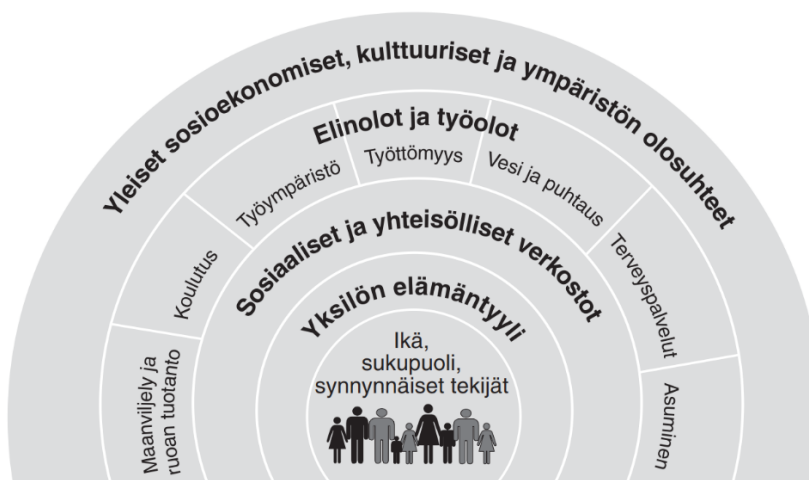 Yleiset sosioekonomiset, kulttuuriset ja ympäristön olosuhteet
Elinolot ja työolot
Maanviljely ja
ruoan tuotanto
Koulutus
Työympäristö
Työttömyys
Vesi ja puhtaus
Terveyspalvelut
Asuminen
Sosiaaliset ja yhteisölliset verkostot
Yksilön elämäntyyli
Ikä,
sukupuoli,
synnynnäiset tekijät